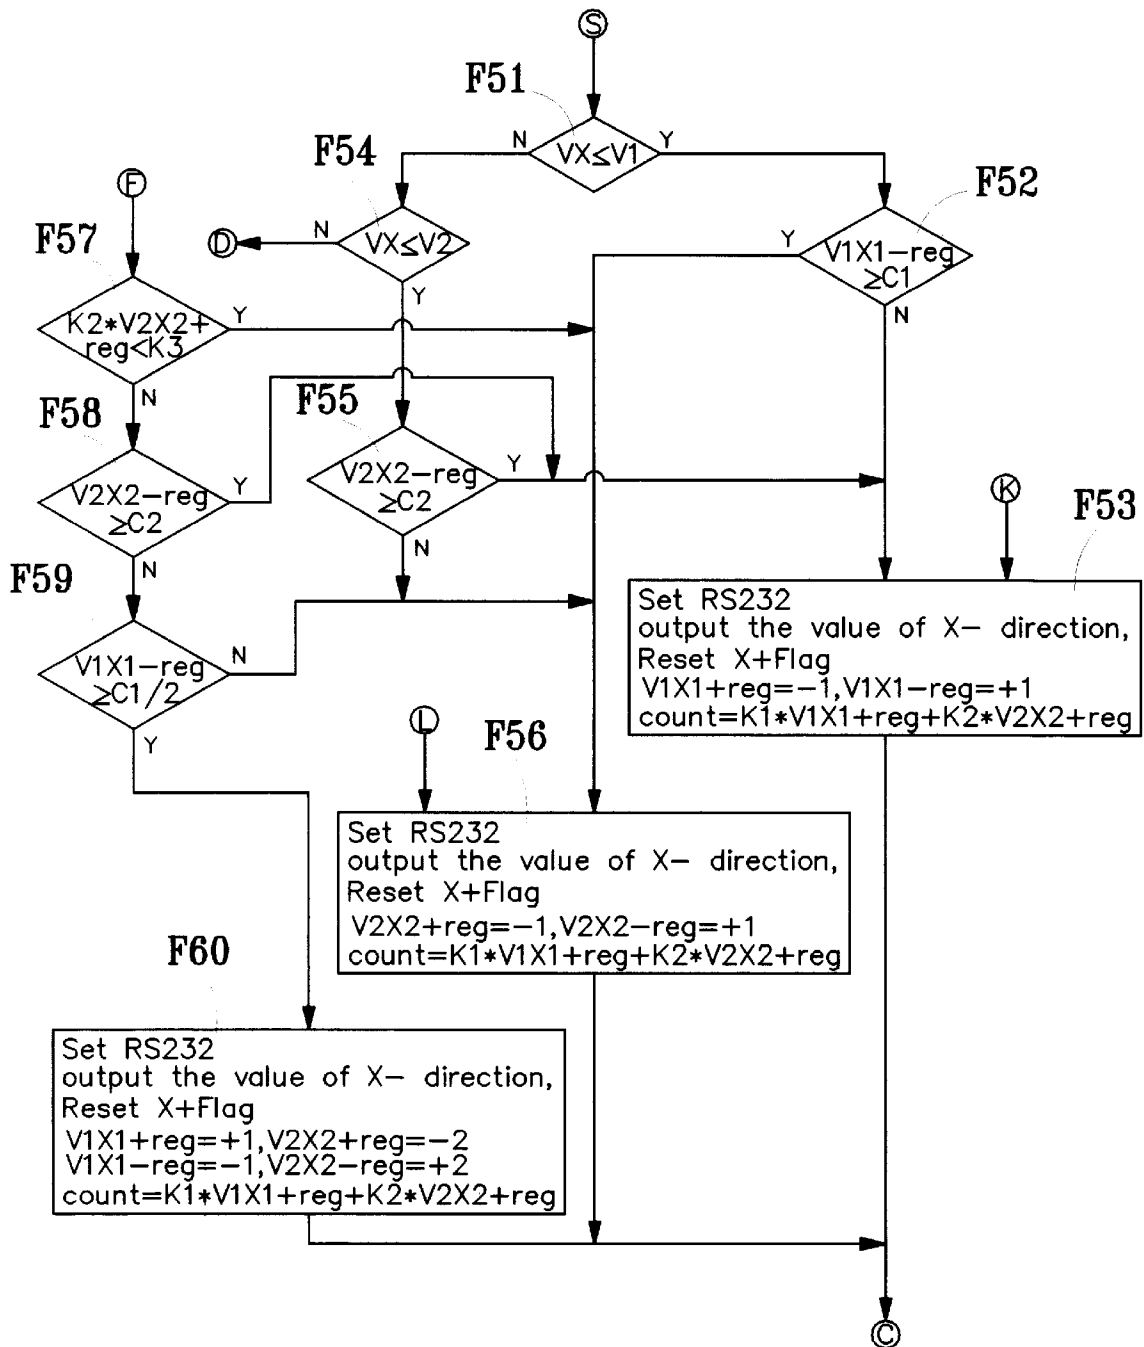 S
F51
N
VX≤V1
Y
F54
F
F52
F57
N
D
VX≤V2
Y
V1X1-reg
≥C1
Y
N
K2*V2X2+
reg<K3
Y
N
F58
F55
V2X2-reg
≥C2
Y
V2X2-reg
≥C2
Y
K
F53
N
N
F59
Set RS232
output the value of X- direction,
Reset X+Flag
V1X1+reg=-1,V1X1-reg=+1
count=K1*V1X1+reg+K2*V2X2+reg
V1X1-reg
≥C1/2
N
Y
L
F56
Set RS232
output the value of X- direction,
Reset X+Flag
V2X2+reg=-1,V2X2-reg=+1
count=K1*V1X1+reg+K2*V2X2+reg
F60
Set RS232
output the value of X- direction,
Reset X+Flag
V1X1+reg=+1,V2X2+reg=-2
V1X1-reg=-1,V2X2-reg=+2
count=K1*V1X1+reg+K2*V2X2+reg
C